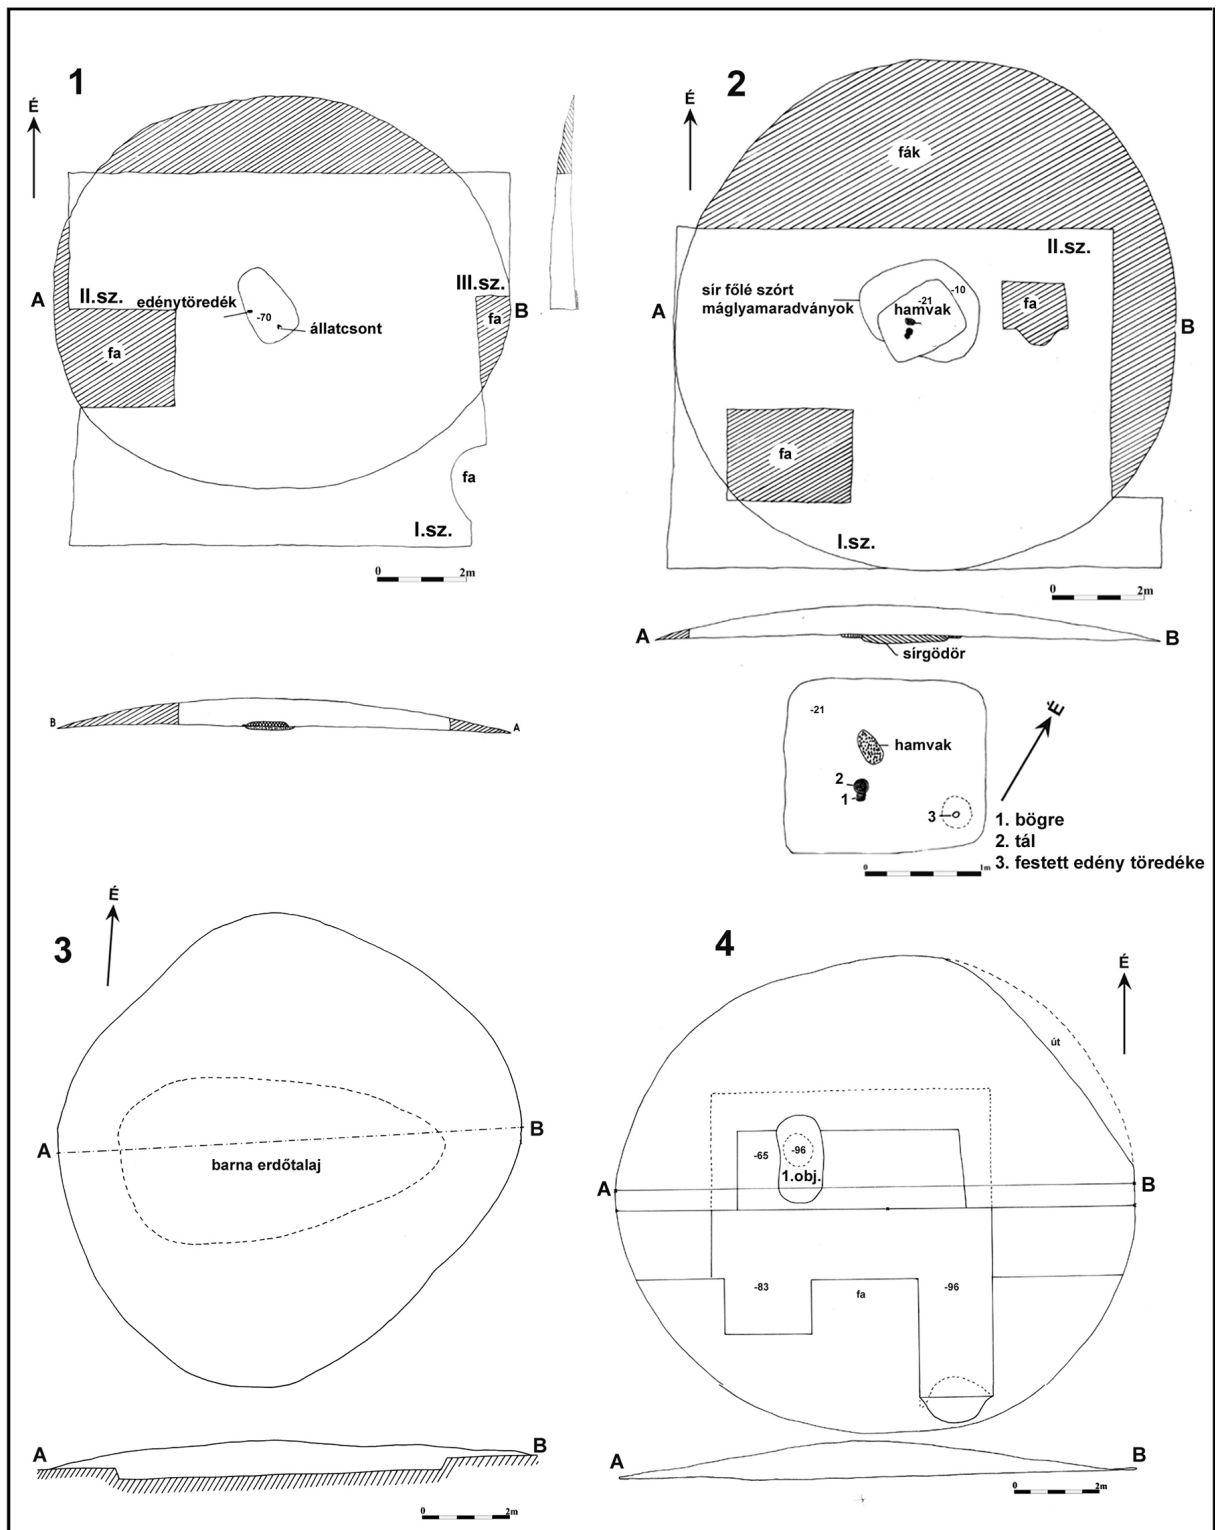 1
É
A
II.sz.
edénytöredék
-70
állatcsont
III.sz.
fa
B
fa
fa
I.sz.
0 2m
B
A
2
É
fák
II.sz.
A
sír főlé szórt
máglyamaradványok
-10
-21
hamvak
fa
B
fa
I.sz.
0 2m
A
B
sírgödör
-21
É
hamvak
2
1
3
1. bögre
2. tál
3. festett edény töredéke
0 1m
3
É
A
B
barna erdőtalaj
A
B
0 2m
4
É
út
-65
-96
1.obj.
A
B
-83
fa
-96
A
B
0 2m